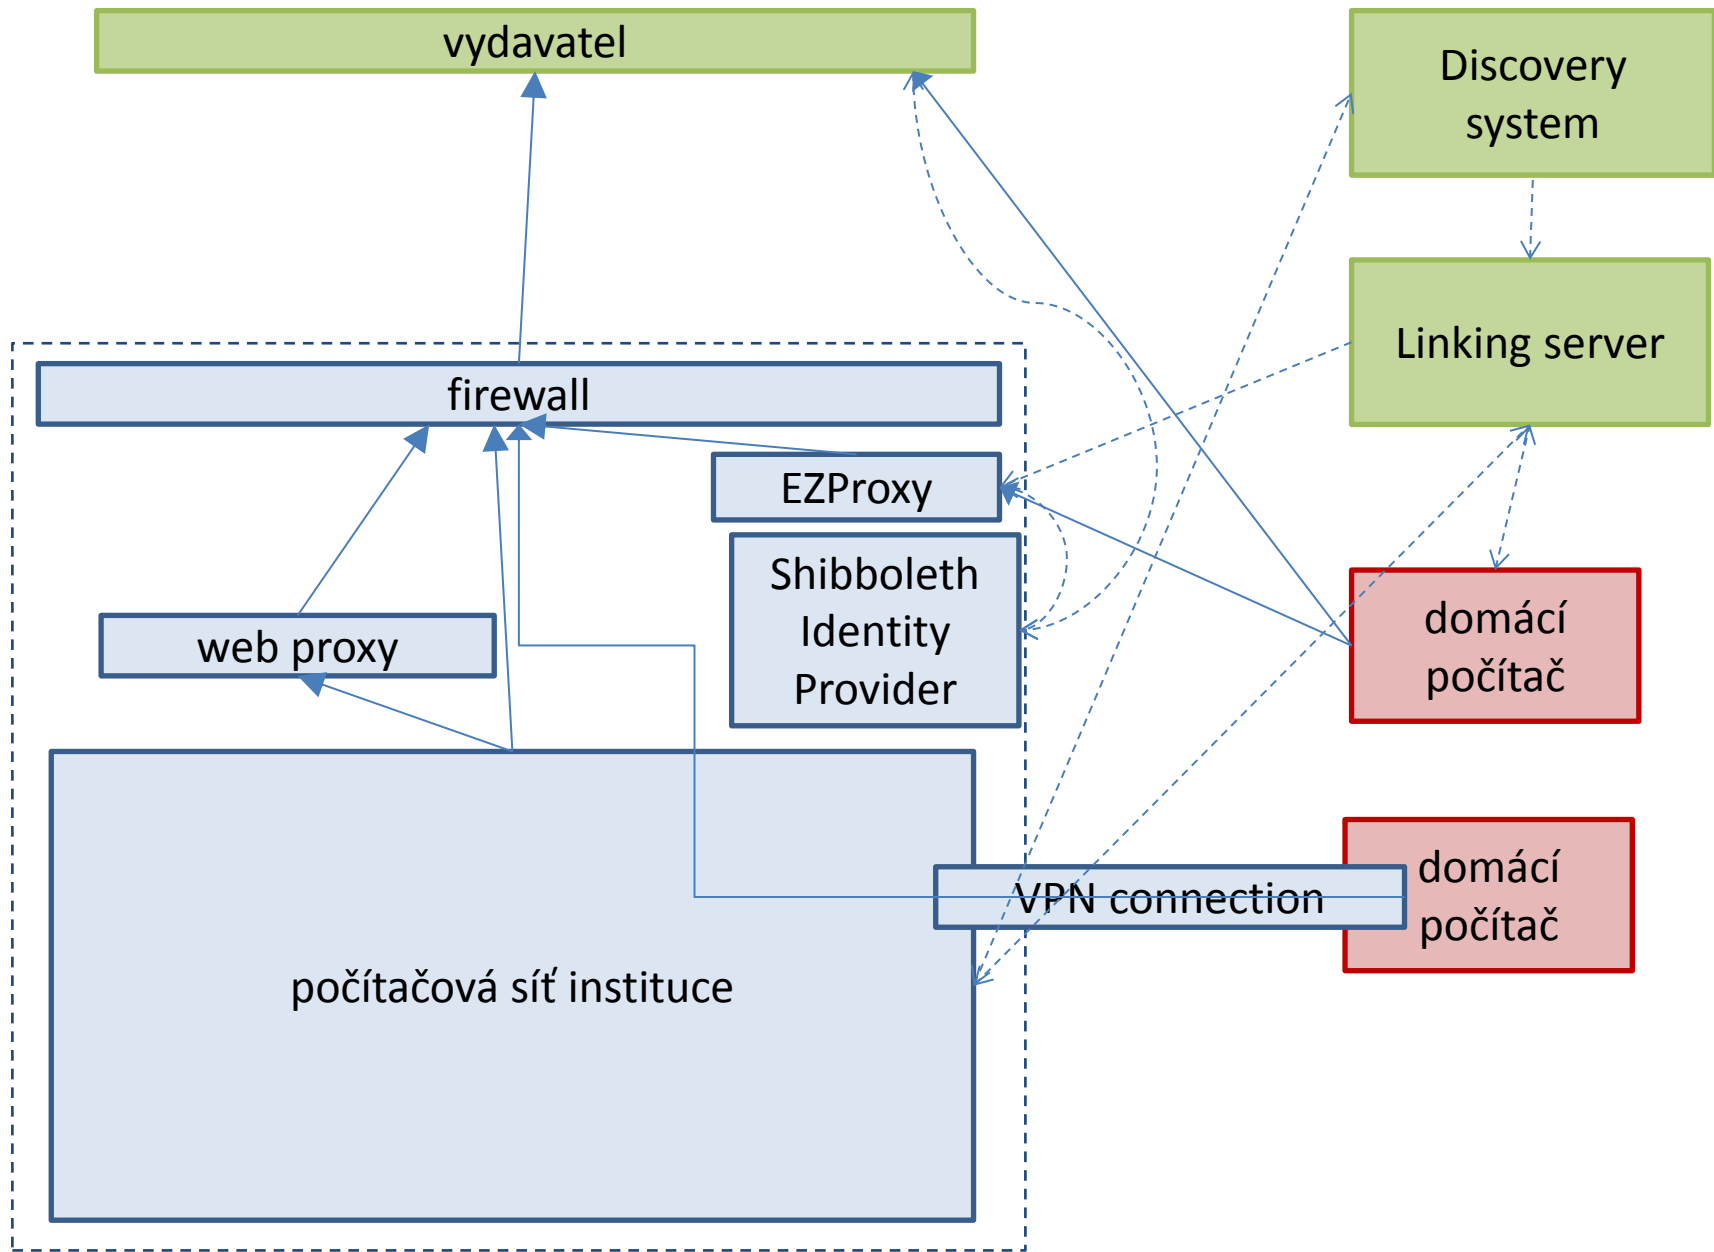 vydavatel
Discovery
system
Linking server
firewall
EZProxy
Shibboleth
Identity
Provider
web proxy
domácí
počítač
domácí
počítač
VPN connection
počítačová síť instituce